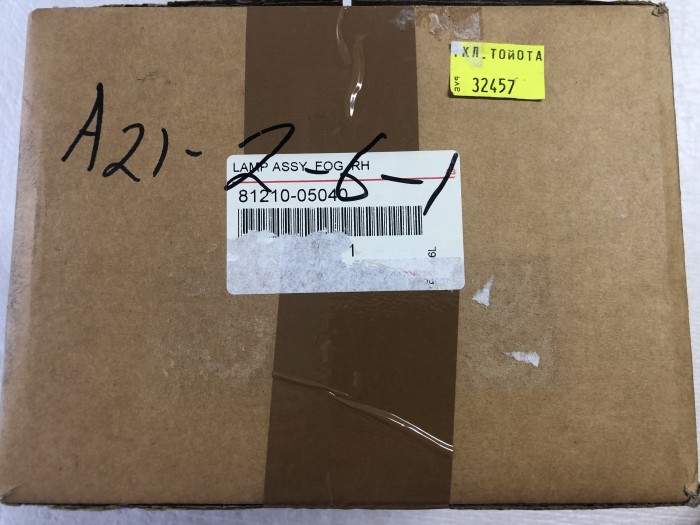 .ХЛ.ТОЙОТА
32457
A21-2-6-1
LAMP ASSY, FOG, RH
81210-05040
1